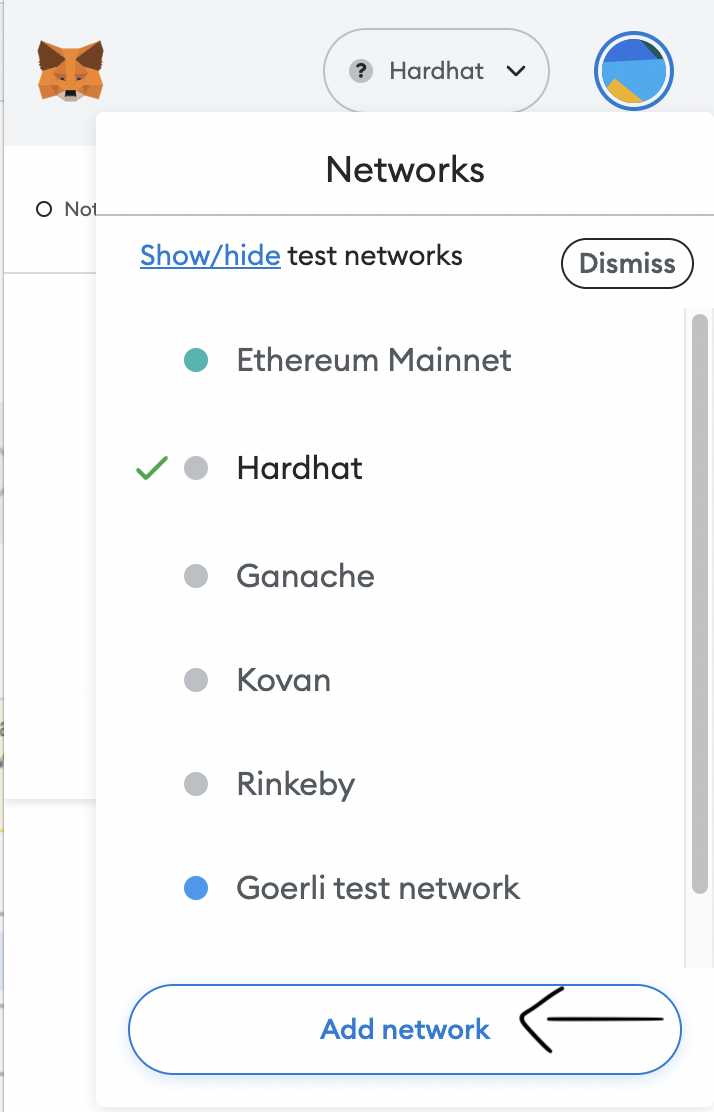 ? Hardhat
Networks
Not
Show/hide test networks
Dismiss
Ethereum Mainnet
Hardhat
Ganache
Kovan
Rinkeby
Goerli test network
Add network